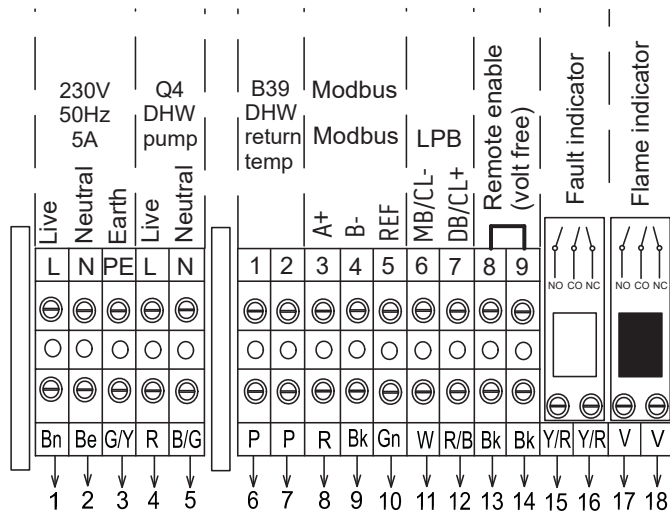 230V
50Hz
5A
Q4
DHW
pump
B39
DHW
return
temp
Modbus
Modbus
LPB
Remote enable
(volt free)
Fault indicator
Flame indicator
Live
Neutral
Earth
Live
Neutral
A+
B-
REF
MB/CL-
DB/CL+
L N PE L N 1 2 3 4 5 6 7 8 9
NO CO NC NO CO NC
Bn Be G/Y R B/G P P R Bk Gn W R/B Bk Bk Y/R Y/R V V
1 2 3 4 5 6 7 8 9 10 11 12 13 14 15 16 17 18